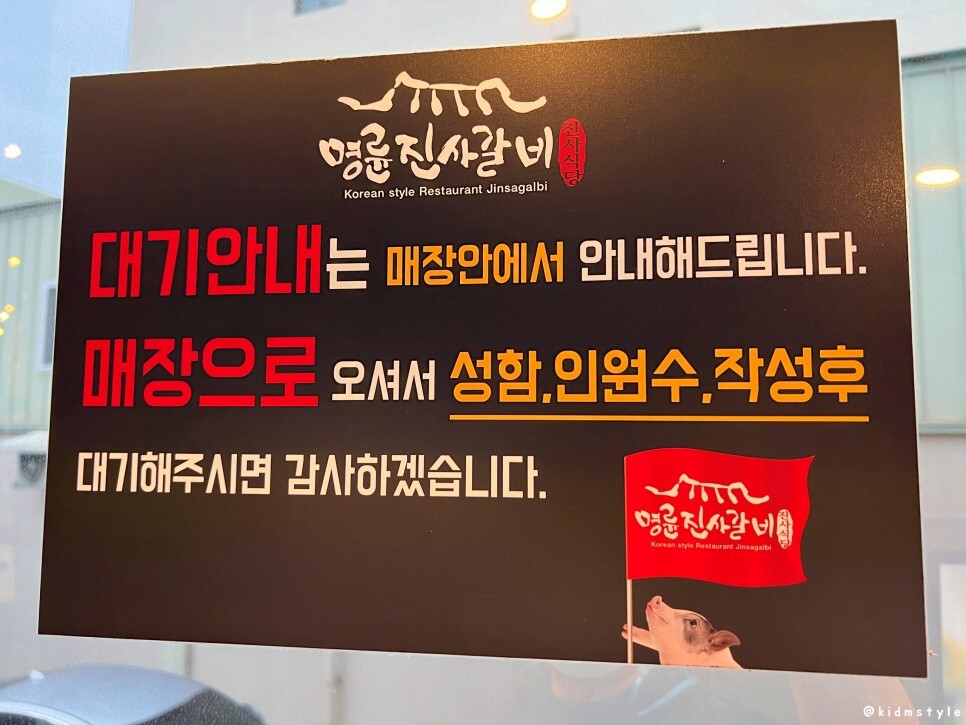 명륜진사갈비 진사식당
Korean style Restaurant Jinsagalbi
대기안내는 매장안에서 안내해드립니다.
매장으로 오셔서 성함,인원수,작성후
대기해주시면 감사하겠습니다.
명륜진사갈비 진사식당
Korean style Restaurant Jinsagalbi
@kidmstyle